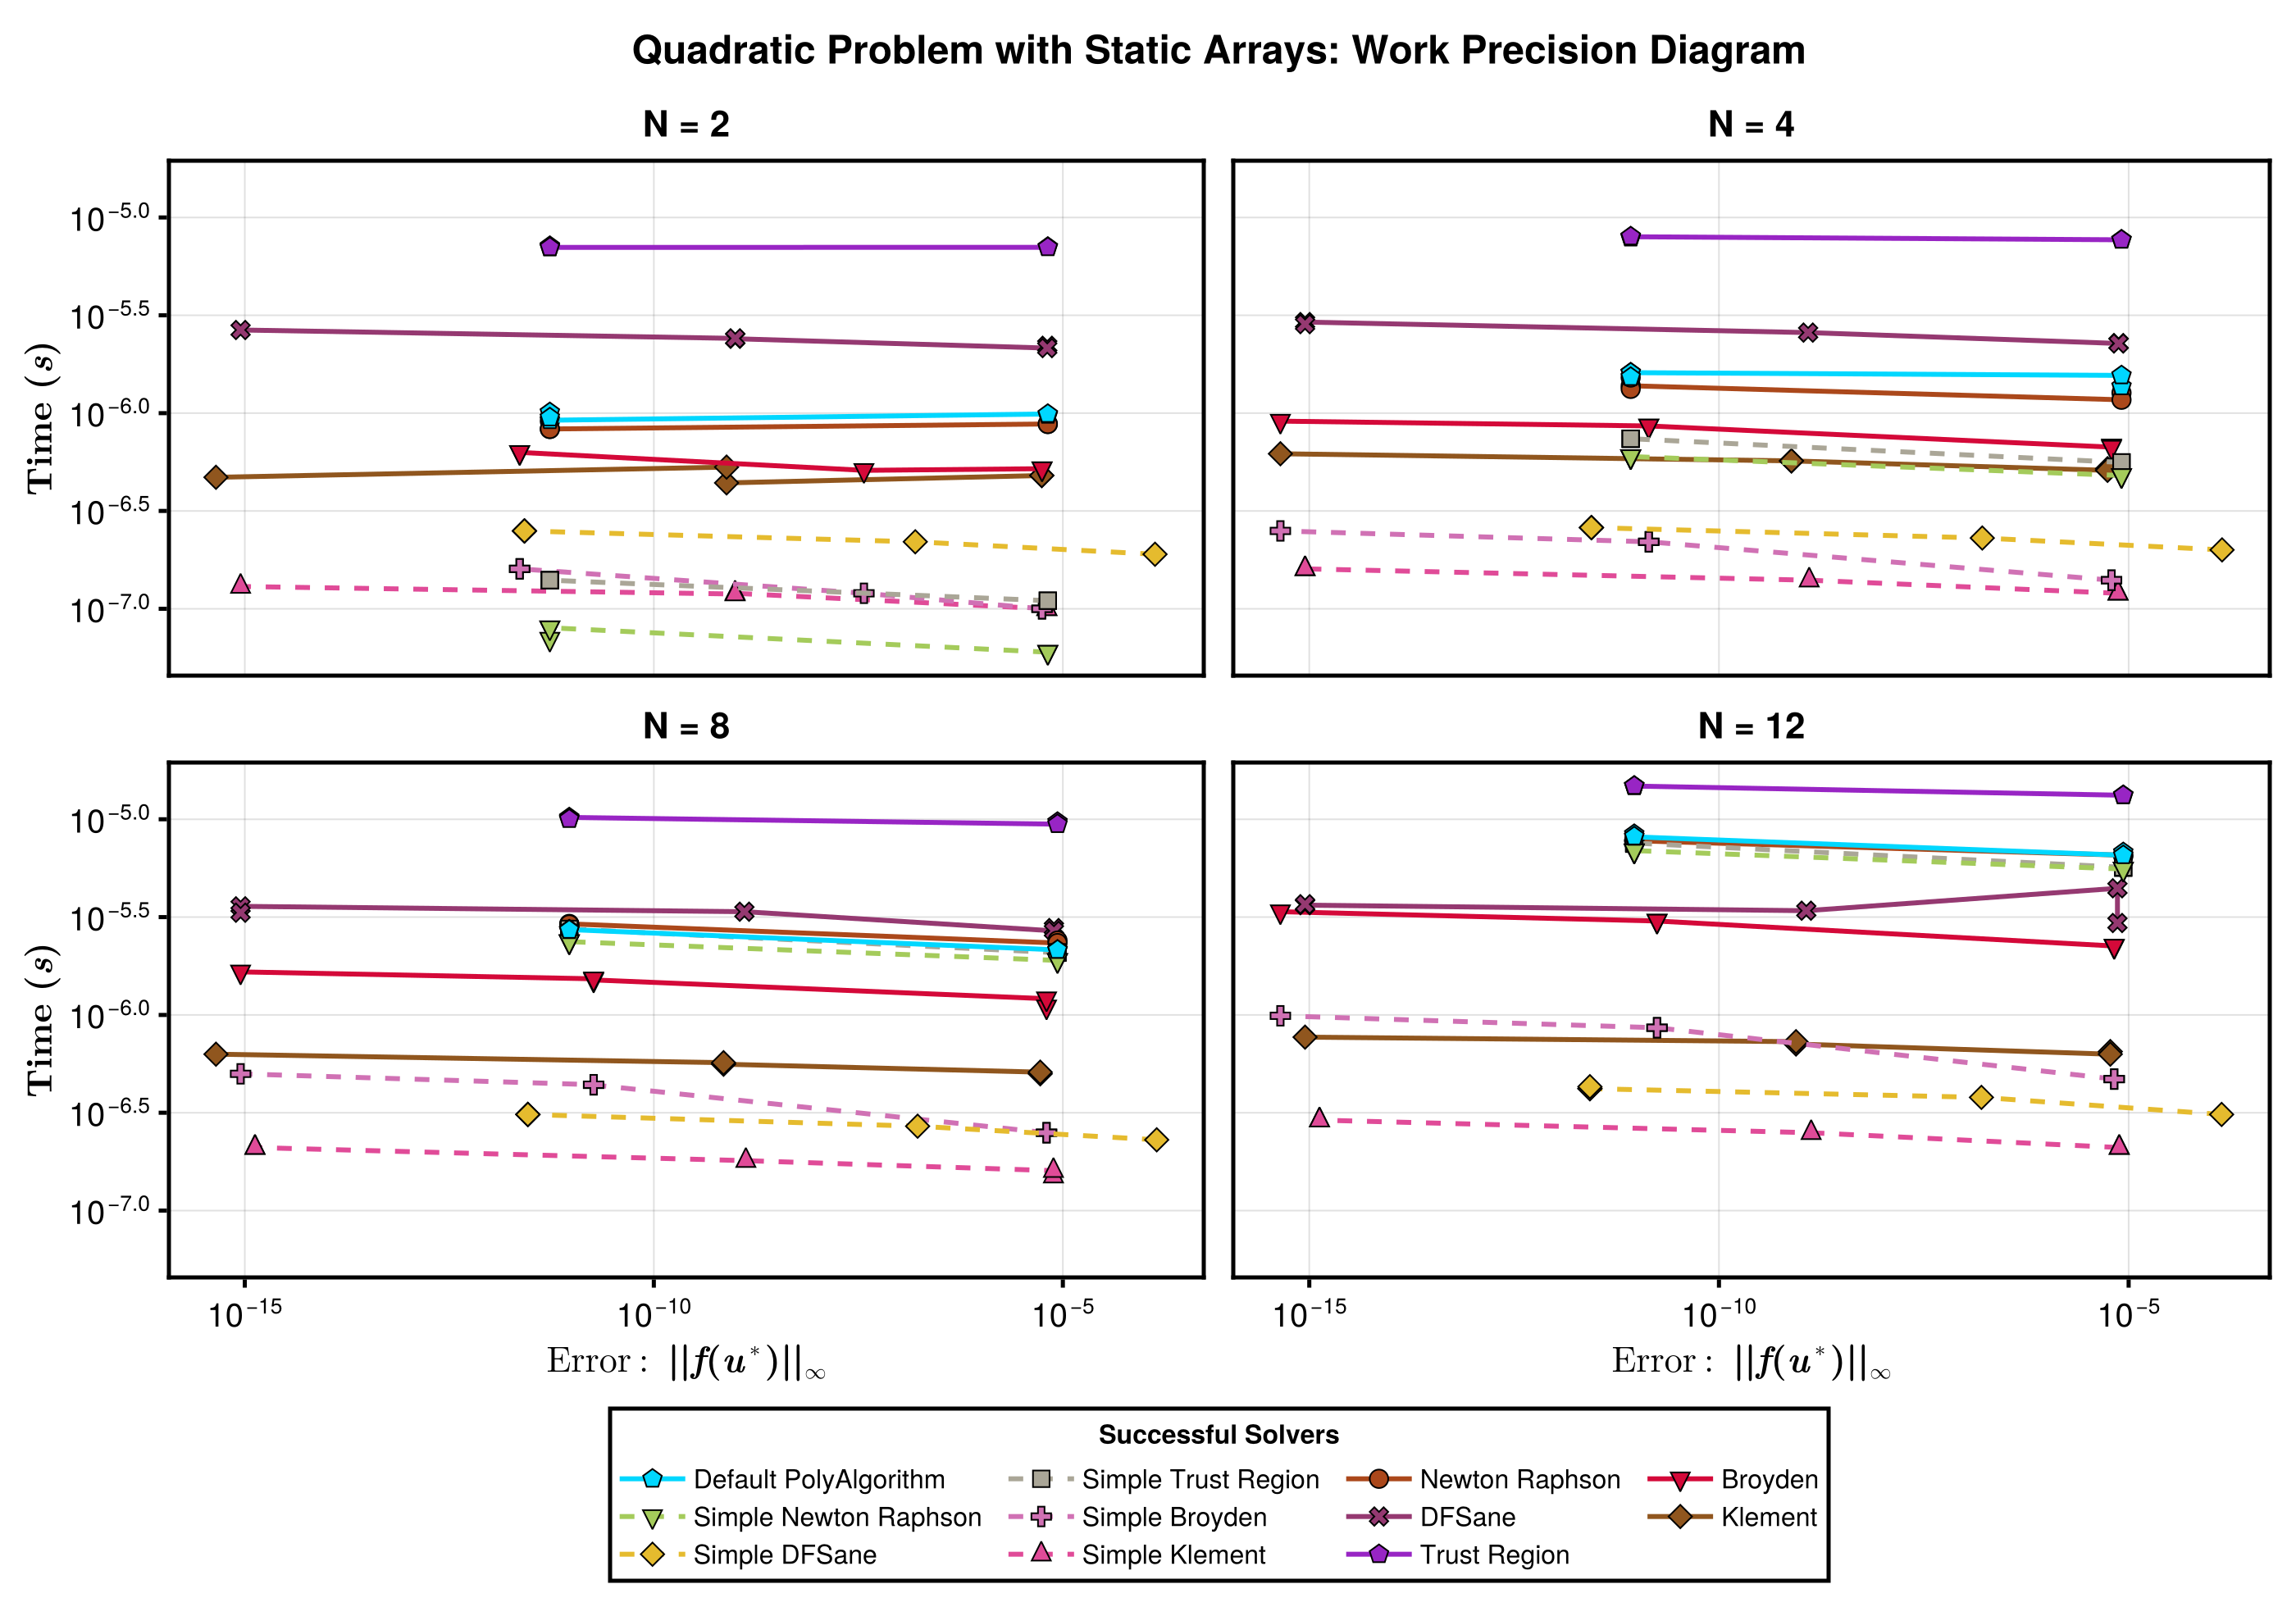 Quadratic Problem with Static Arrays: Work Precision Diagram
N = 2
N = 4
10^−5.0
10^−5.5
10^−6.0
10^−6.5
10^−7.0
Time (s)
N = 8
N = 12
10^−5.0
10^−5.5
10^−6.0
10^−6.5
10^−7.0
Time (s)
10^−15 10^−10 10^−5
10^−15 10^−10 10^−5
Error: ||f(u*)||∞
Error: ||f(u*)||∞
Successful Solvers
Default PolyAlgorithm Simple Trust Region Newton Raphson Broyden
Simple Newton Raphson Simple Broyden DFSane Klement
Simple DFSane Simple Klement Trust Region